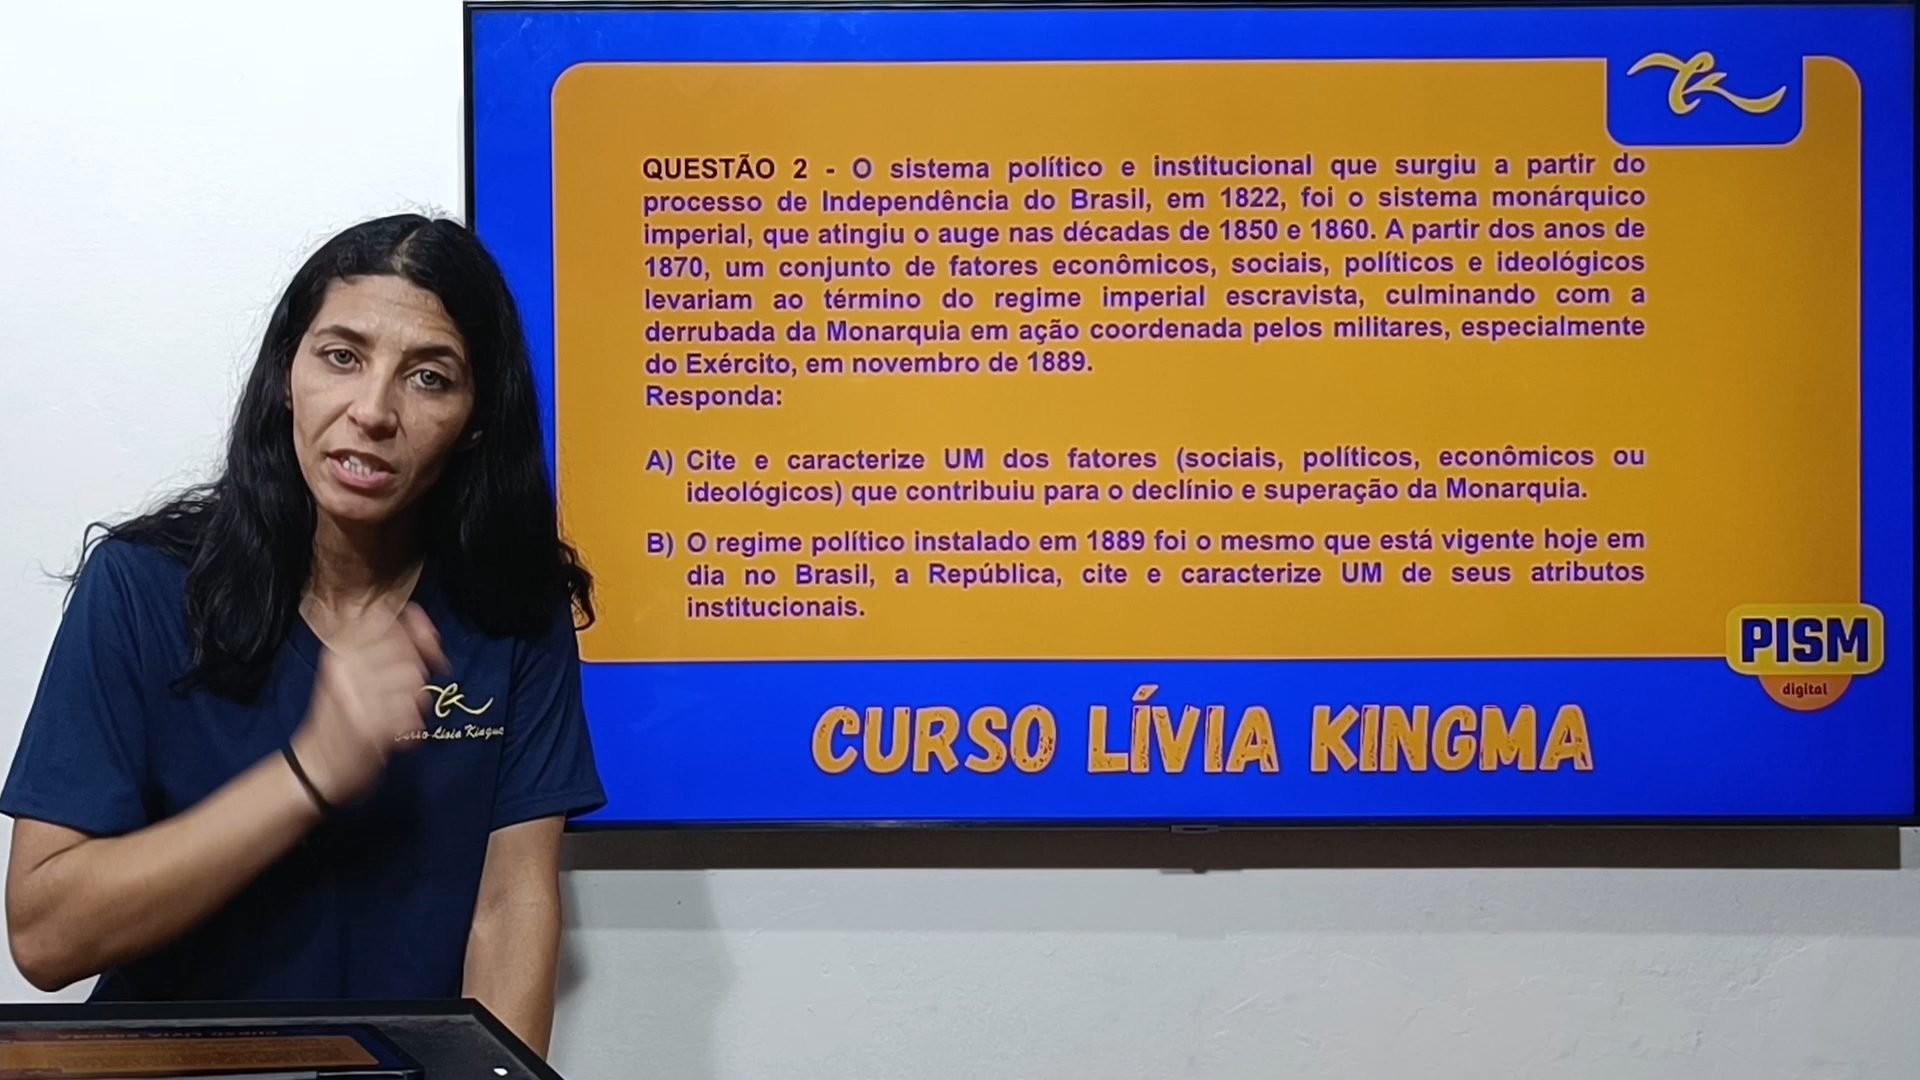 QUESTÃO 2 - O sistema político e institucional que surgiu a partir do
processo de Independência do Brasil, em 1822, foi o sistema monárquico
imperial, que atingiu o auge nas décadas de 1850 e 1860. A partir dos anos de
1870, um conjunto de fatores econômicos, sociais, políticos e ideológicos
levariam ao término do regime imperial escravista, culminando com a
derrubada da Monarquia em ação coordenada pelos militares, especialmente
do Exército, em novembro de 1889.
Responda:
A) Cite e caracterize UM dos fatores (sociais, políticos, econômicos ou
ideológicos) que contribuiu para o declínio e superação da Monarquia.
B) O regime político instalado em 1889 foi o mesmo que está vigente hoje em
dia no Brasil, a República, cite e caracterize UM de seus atributos
institucionais.
PISM
digital
CURSO LÍVIA KINGMA
Curso Lívia Kingma